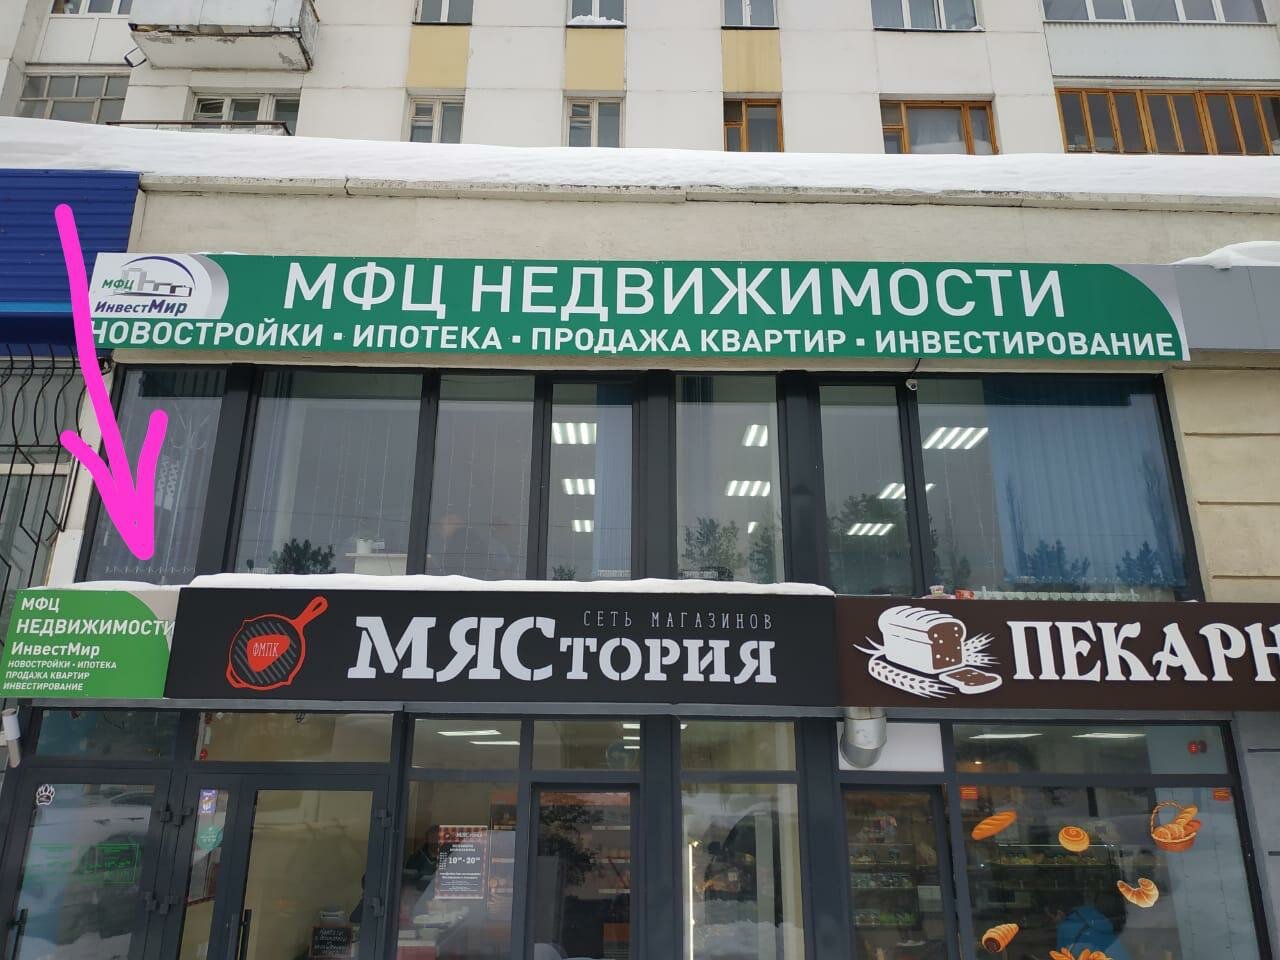 МФЦ
ИнвестМир
МФЦ НЕДВИЖИМОСТИ
НОВОСТРОЙКИ ▪ ИПОТЕКА ▪ ПРОДАЖА КВАРТИР ▪ ИНВЕСТИРОВАНИЕ
МФЦ
НЕДВИЖИМОСТИ
ИнвестМир
НОВОСТРОЙКИ ▪ ИПОТЕКА
ПРОДАЖА КВАРТИР
ИНВЕСТИРОВАНИЕ
ФМПК
СЕТЬ МАГАЗИНОВ
МЯСТОРИЯ
ПЕКАРН
МЯСТОРИЯ
10⁰⁰-20⁰⁰